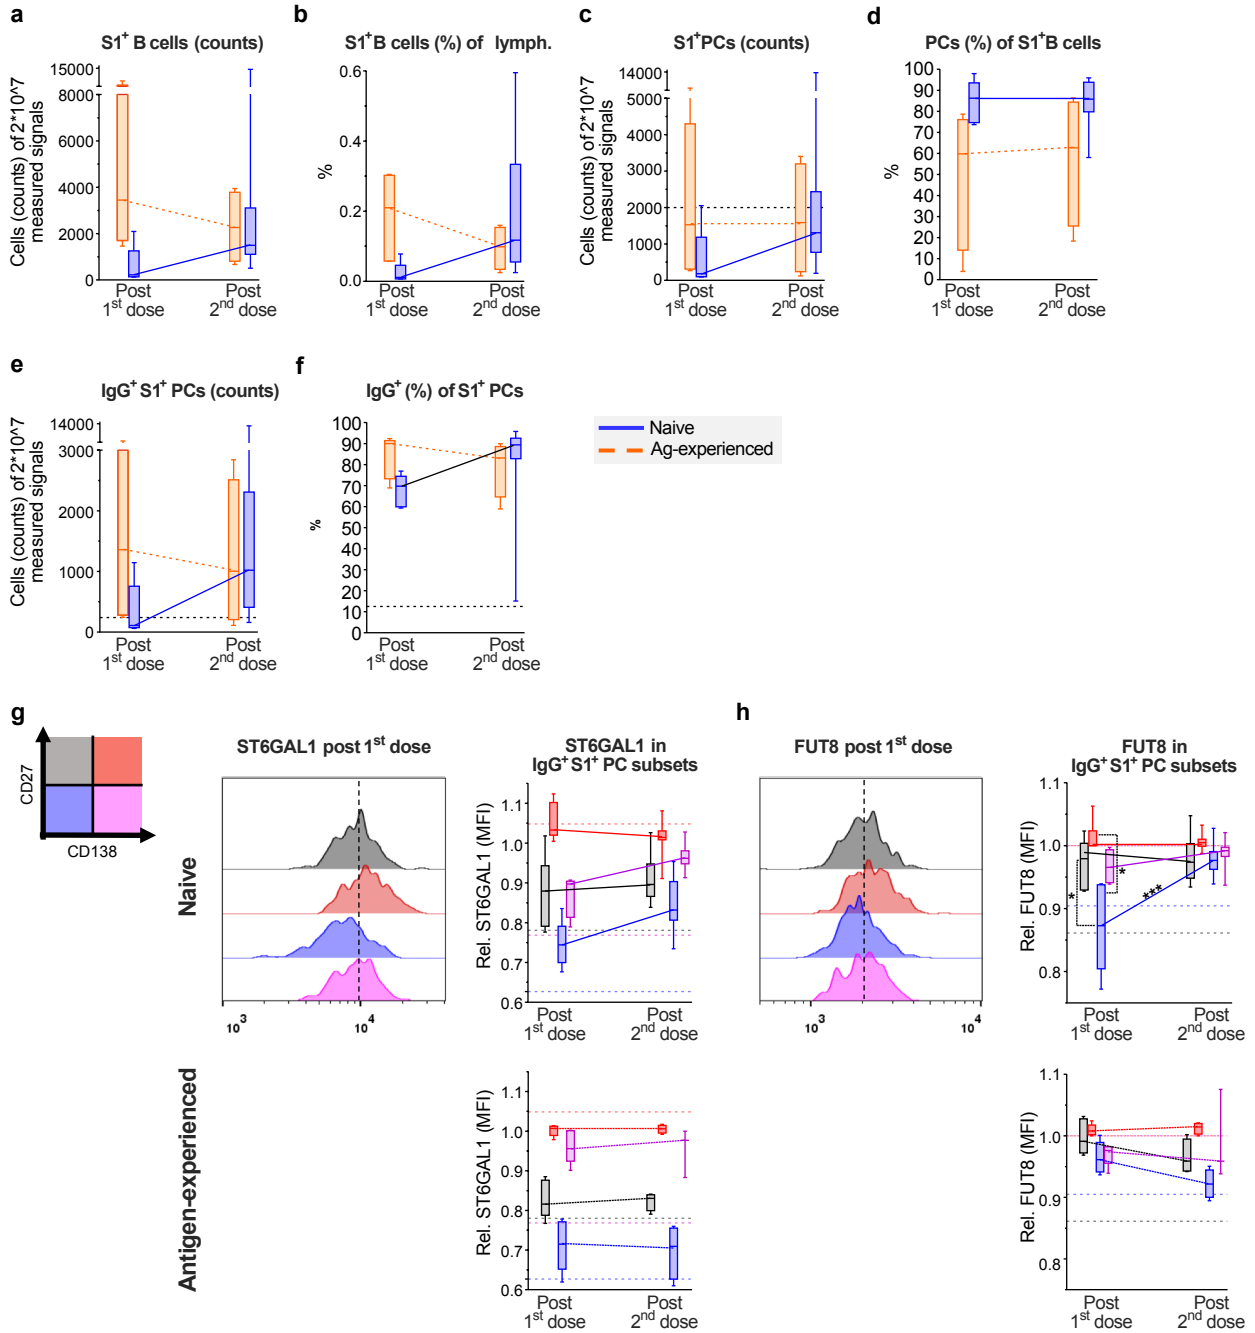 a
S1⁺ B cells (counts)
Cells (counts) of 2*10^7
measured signals
15000
8000
6000
4000
2000
0
Post
1st dose
Post
2nd dose
b
S1⁺B cells (%) of lymph.
%
0.6
0.4
0.2
0.0
Post
1st dose
Post
2nd dose
c
S1⁺PCs (counts)
Cells (counts) of 2*10^7
measured signals
14000
5000
4000
3000
2000
1000
0
Post
1st dose
Post
2nd dose
d
PCs (%) of S1⁺B cells
%
100
90
80
70
60
50
40
30
20
10
0
Post
1st dose
Post
2nd dose
e
IgG⁺ S1⁺ PCs (counts)
Cells (counts) of 2*10^7
measured signals
14000
3000
2000
1000
0
Post
1st dose
Post
2nd dose
f
IgG⁺ (%) of S1⁺ PCs
%
100
90
80
70
60
50
40
30
20
10
0
Post
1st dose
Post
2nd dose
Naive
Ag-experienced
g
CD27
CD138
Naive
ST6GAL1 post 1st dose
10³
10⁴
ST6GAL1 in
IgG⁺ S1⁺ PC subsets
Rel. ST6GAL1 (MFI)
1.1
1.0
0.9
0.8
0.7
0.6
Post
1st dose
Post
2nd dose
h
FUT8 post 1st dose
10³
10⁴
FUT8 in
IgG⁺ S1⁺ PC subsets
Rel. FUT8 (MFI)
1.1
1.0
0.9
0.8
*
*
***
Post
1st dose
Post
2nd dose
Antigen-experienced
Rel. ST6GAL1 (MFI)
1.1
1.0
0.9
0.8
0.7
0.6
Post
1st dose
Post
2nd dose
Rel. FUT8 (MFI)
1.1
1.0
0.9
0.8
Post
1st dose
Post
2nd dose